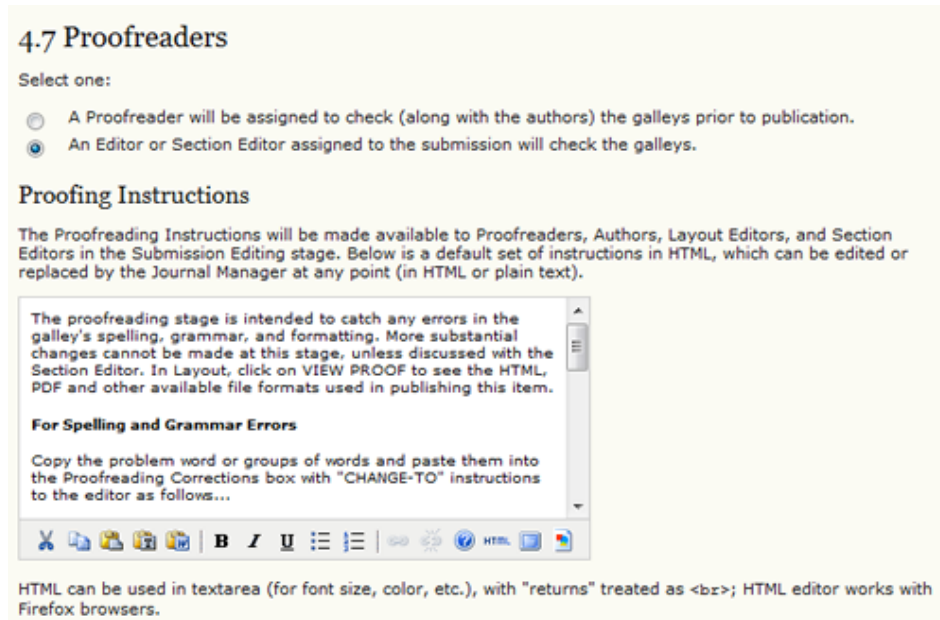 4.7 Proofreaders
Select one:
A Proofreader will be assigned to check (along with the authors) the galleys prior to publication.
An Editor or Section Editor assigned to the submission will check the galleys.
Proofing Instructions
The Proofreading Instructions will be made available to Proofreaders, Authors, Layout Editors, and Section
Editors in the Submission Editing stage. Below is a default set of instructions in HTML, which can be edited or
replaced by the Journal Manager at any point (in HTML or plain text).
The proofreading stage is intended to catch any errors in the
galley's spelling, grammar, and formatting. More substantial
changes cannot be made at this stage, unless discussed with the
Section Editor. In Layout, click on VIEW PROOF to see the HTML,
PDF and other available file formats used in publishing this item.
For Spelling and Grammar Errors
Copy the problem word or groups of words and paste them into
the Proofreading Corrections box with "CHANGE-TO" instructions
to the editor as follows...
B I U HTML
HTML can be used in textarea (for font size, color, etc.), with "returns" treated as <br>; HTML editor works with
Firefox browsers.